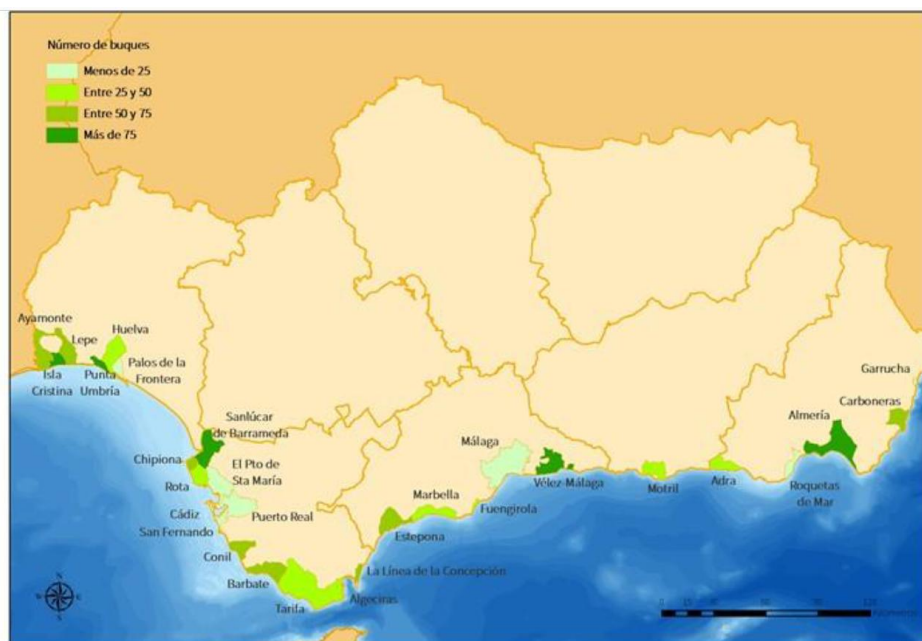 Número de buques
Menos de 25
Entre 25 y 50
Entre 50 y 75
Más de 75
Ayamonte
Lepe
Huelva
Isla
Cristina
Punta
Umbría
Palos de la
Frontera
Sanlúcar
de Barrameda
Chipiona
Rota
El Pto de
Sta María
Cádiz
San Fernando
Puerto Real
Conil
Barbate
Tarifa
Algeciras
La Línea de la Concepción
Estepona
Marbella
Fuengirola
Málaga
Vélez-Málaga
Motril
Adra
Roquetas
de Mar
Almería
Carboneras
Garrucha
N
E
S
0
120